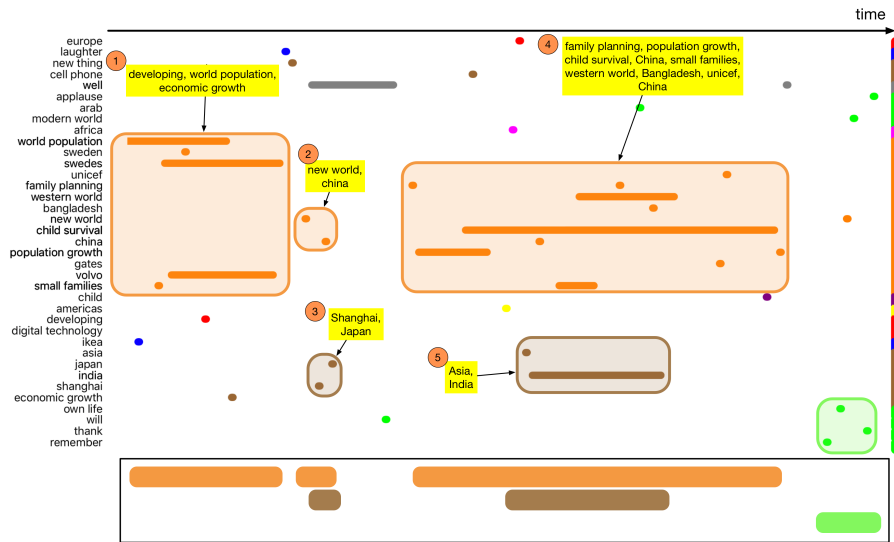 time
europe
laughter
new thing
cell phone
well
applause
arab
modern world
africa
world population
sweden
swedes
unicef
family planning
western world
bangladesh
new world
child survival
china
population growth
gates
volvo
small families
child
americas
developing
digital technology
ikea
asia
japan
india
shanghai
economic growth
own life
will
thank
remember
1
developing, world population,
economic growth
2
new world,
china
3
Shanghai,
Japan
4
family planning, population growth,
child survival, China, small families,
western world, Bangladesh, unicef,
China
5
Asia,
India